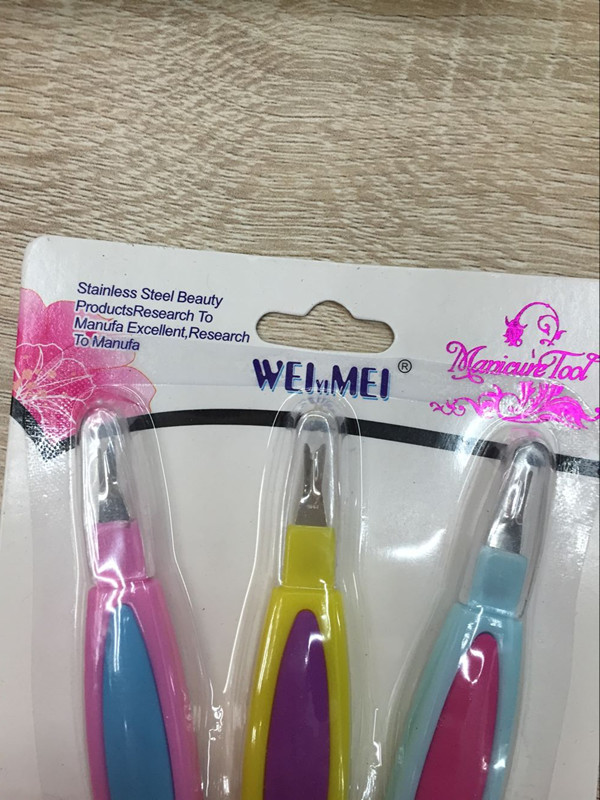 Stainless Steel Beauty
ProductsResearch To
Manufa Excellent,Research
To Manufa
WEIYIMEI®
Manicure Tool